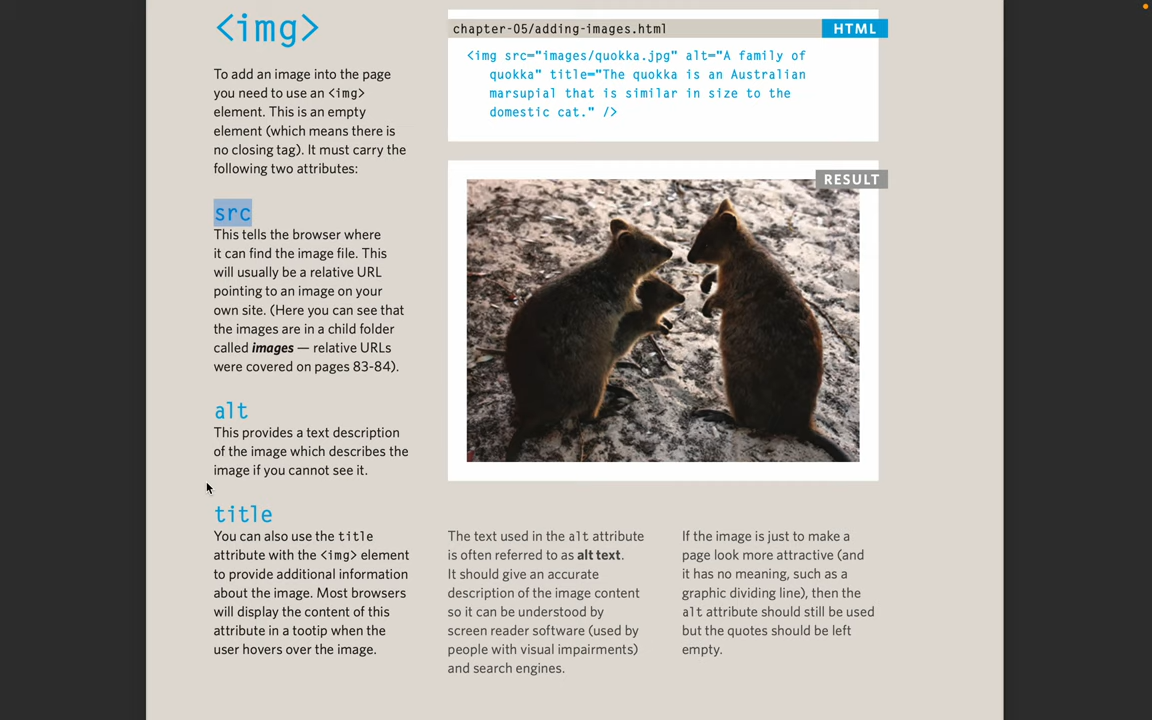 <img>
To add an image into the page
you need to use an <img>
element. This is an empty
element (which means there is
no closing tag). It must carry the
following two attributes:
src
This tells the browser where
it can find the image file. This
will usually be a relative URL
pointing to an image on your
own site. (Here you can see that
the images are in a child folder
called images — relative URLs
were covered on pages 83-84).
alt
This provides a text description
of the image which describes the
image if you cannot see it.
title
You can also use the title
attribute with the <img> element
to provide additional information
about the image. Most browsers
will display the content of this
attribute in a tootip when the
user hovers over the image.
chapter-05/adding-images.html
HTML
<img src="images/quokka.jpg" alt="A family of
quokka" title="The quokka is an Australian
marsupial that is similar in size to the
domestic cat." />
RESULT
The text used in the alt attribute
is often referred to as alt text.
It should give an accurate
description of the image content
so it can be understood by
screen reader software (used by
people with visual impairments)
and search engines.
If the image is just to make a
page look more attractive (and
it has no meaning, such as a
graphic dividing line), then the
alt attribute should still be used
but the quotes should be left
empty.